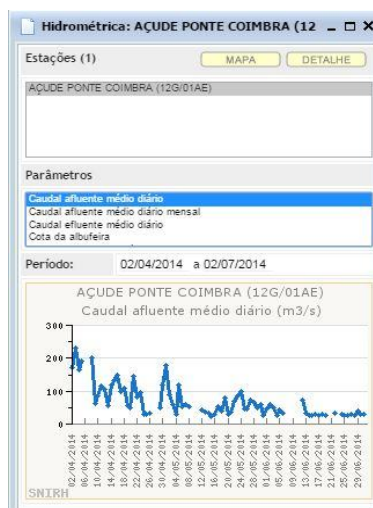 Hidrométrica: AÇUDE PONTE COIMBRA (12
Estações (1)
MAPA
DETALHE
AÇUDE PONTE COIMBRA (12G/01AE)
Parâmetros
Caudal afluente médio diário
Caudal afluente médio diário mensal
Caudal efluente médio diário
Cota da albufeira
Período: 02/04/2014 a 02/07/2014
AÇUDE PONTE COIMBRA (12G/01AE)
Caudal afluente médio diário (m3/s)
300
200
100
0
02/04/2014
06/04/2014
10/04/2014
14/04/2014
18/04/2014
22/04/2014
26/04/2014
30/04/2014
04/05/2014
08/05/2014
12/05/2014
16/05/2014
20/05/2014
24/05/2014
28/05/2014
01/06/2014
05/06/2014
09/06/2014
13/06/2014
17/06/2014
21/06/2014
25/06/2014
29/06/2014
SNIRH